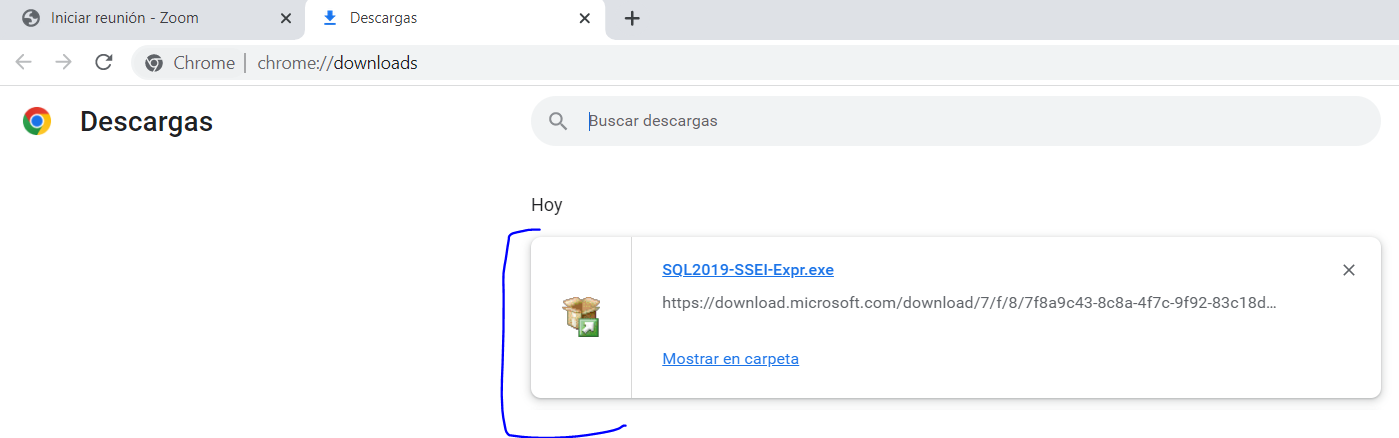 Iniciar reunión - Zoom
Descargas
Chrome | chrome://downloads
Descargas
Buscar descargas
Hoy
SQL2019-SSEI-Expr.exe
https://download.microsoft.com/download/7/f/8/7f8a9c43-8c8a-4f7c-9f92-83c18d...
Mostrar en carpeta